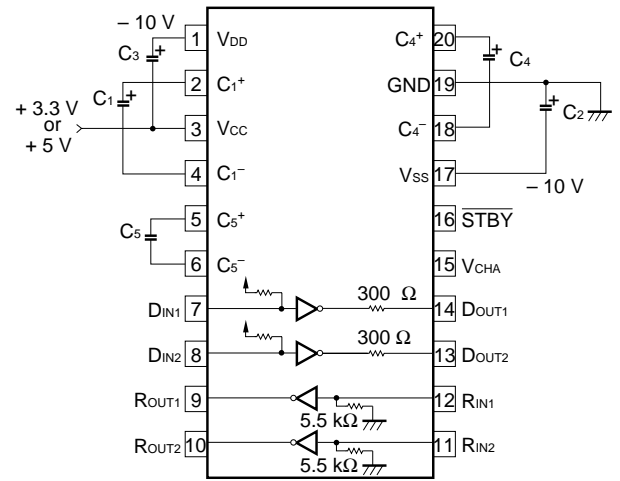 – 10 V
1 VDD
C3 +
2 C1+
C1 +
+ 3.3 V
or
+ 5 V
3 VCC
4 C1–
C5
5 C5+
6 C5–
DIN1 7
300 Ω
14 DOUT1
DIN2 8
300 Ω
13 DOUT2
ROUT1 9
5.5 kΩ
12 RIN1
ROUT2 10
5.5 kΩ
11 RIN2
C4+ 20
+
C4
GND 19
C4– 18
+
C2
VSS 17
– 10 V
16 STBY
15 VCHA